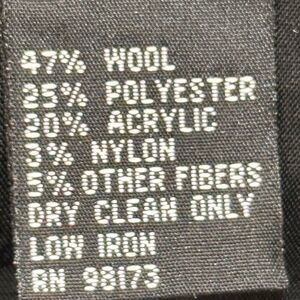 47% WOOL
25% POLYESTER
20% ACRYLIC
3% NYLON
5% OTHER FIBERS
DRY CLEAN ONLY
LOW IRON
RN 98173